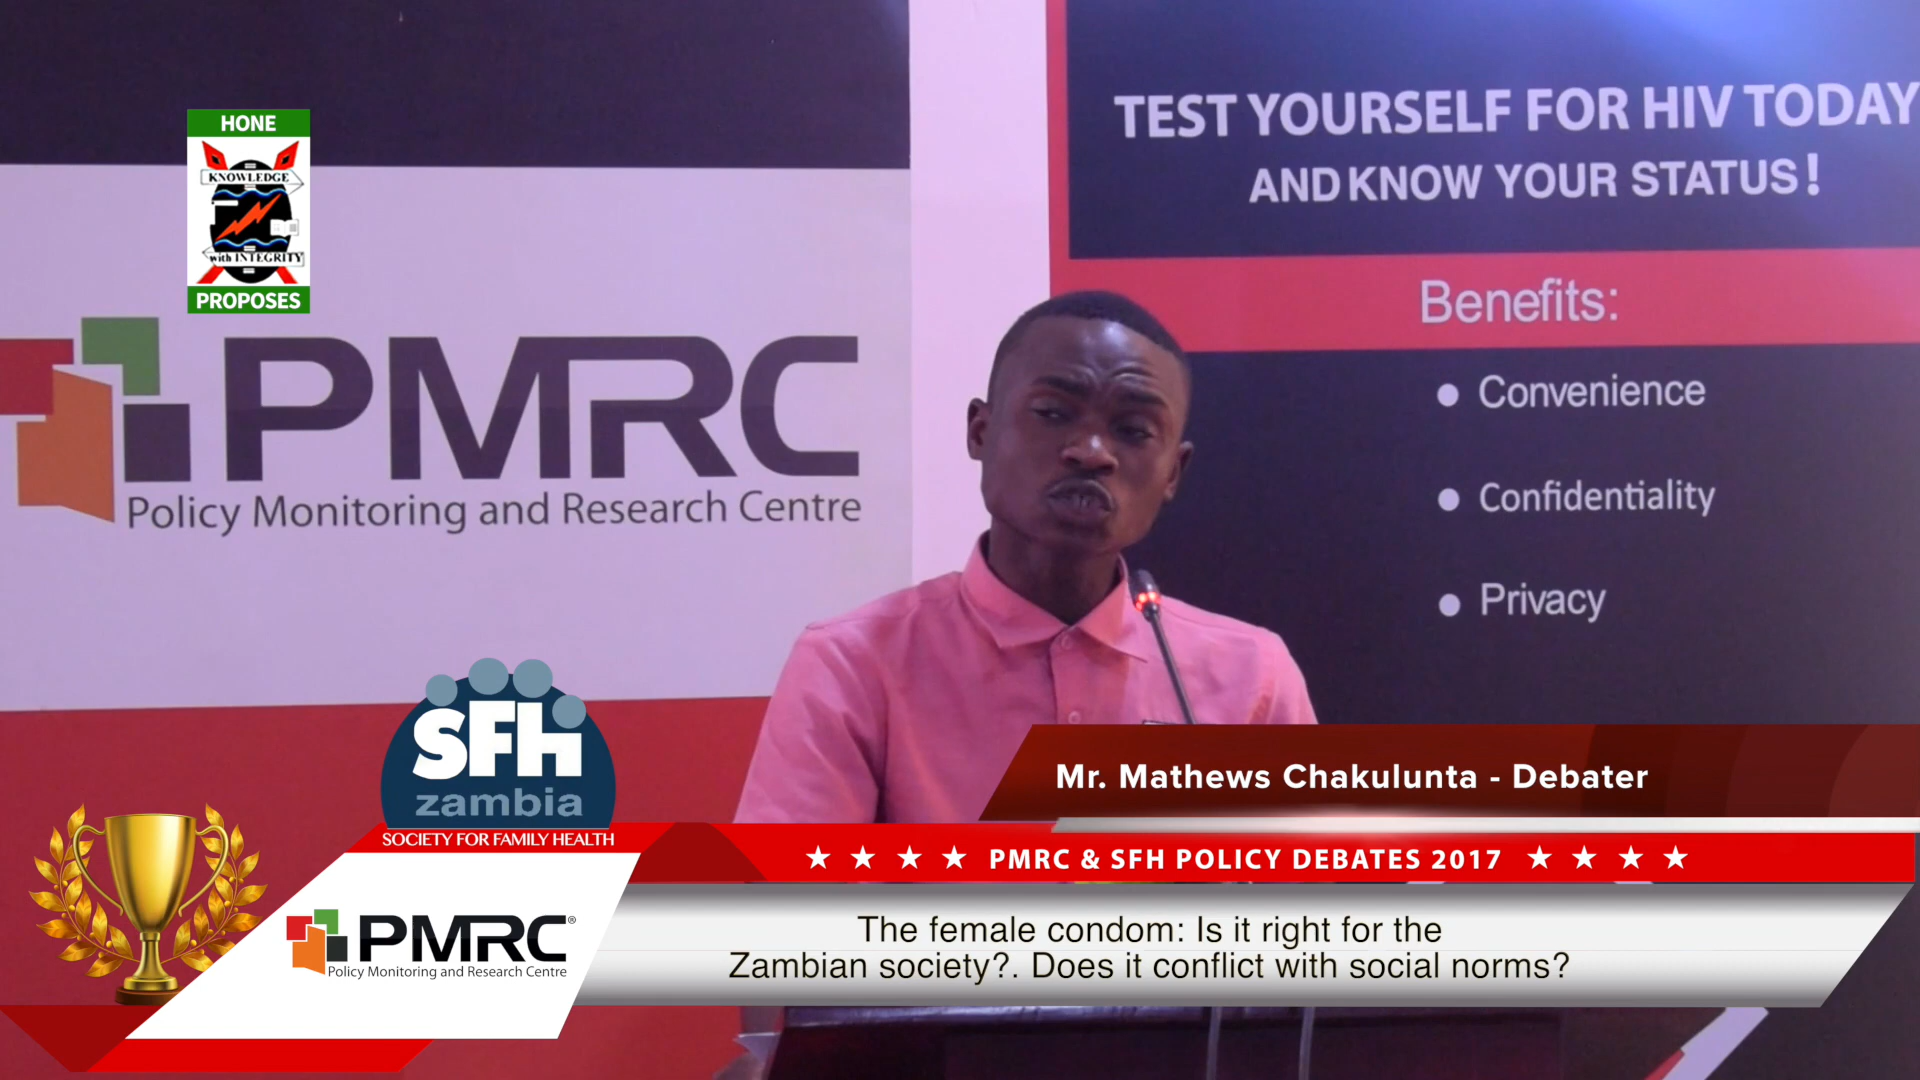 HONE
KNOWLEDGE
with INTEGRITY
PROPOSES
PMRC
Policy Monitoring and Research Centre
TEST YOURSELF FOR HIV TODAY
AND KNOW YOUR STATUS!
Benefits:
• Convenience
• Confidentiality
• Privacy
SFH
zambia
SOCIETY FOR FAMILY HEALTH
Mr. Mathews Chakulunta - Debater
★ ★ ★ ★ PMRC & SFH POLICY DEBATES 2017 ★ ★ ★ ★
PMRC®
Policy Monitoring and Research Centre
The female condom: Is it right for the
Zambian society?. Does it conflict with social norms?